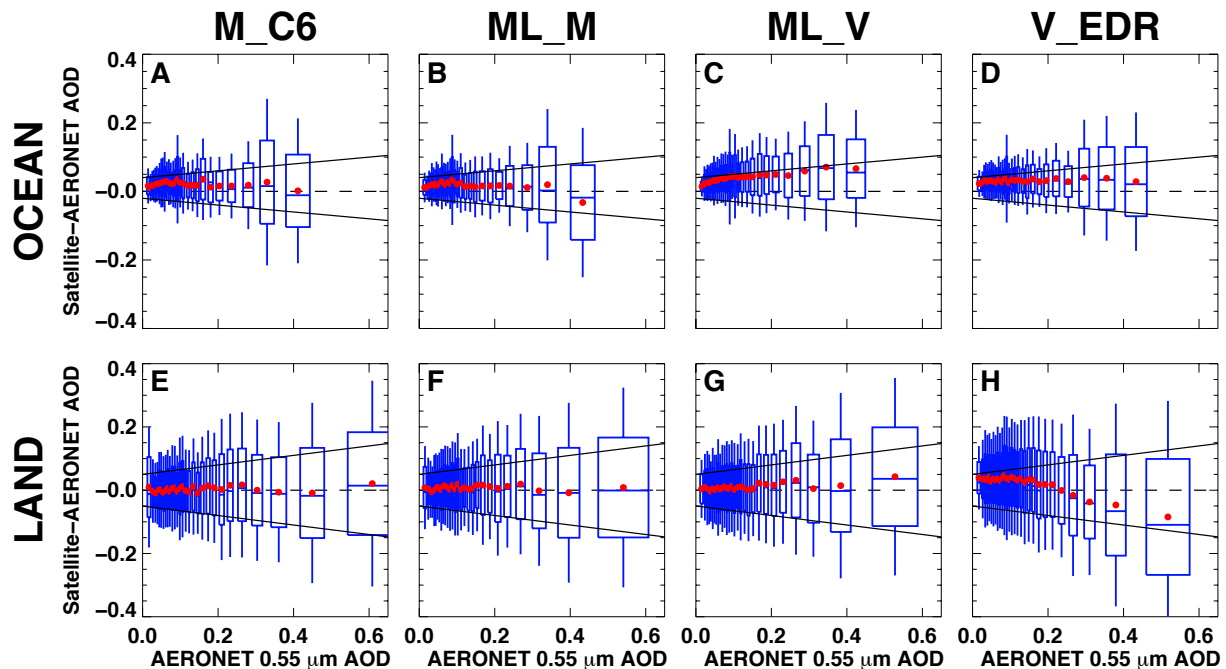 M_C6 ML_M ML_V V_EDR
OCEAN
Satellite−AERONET AOD
A B C D
0.4
0.2
−0.0
−0.2
−0.4
LAND
Satellite−AERONET AOD
E F G H
0.4
0.2
−0.0
−0.2
−0.4
0.0 0.2 0.4 0.6 0.0 0.2 0.4 0.6 0.0 0.2 0.4 0.6 0.0 0.2 0.4 0.6
AERONET 0.55 μm AOD AERONET 0.55 μm AOD AERONET 0.55 μm AOD AERONET 0.55 μm AOD